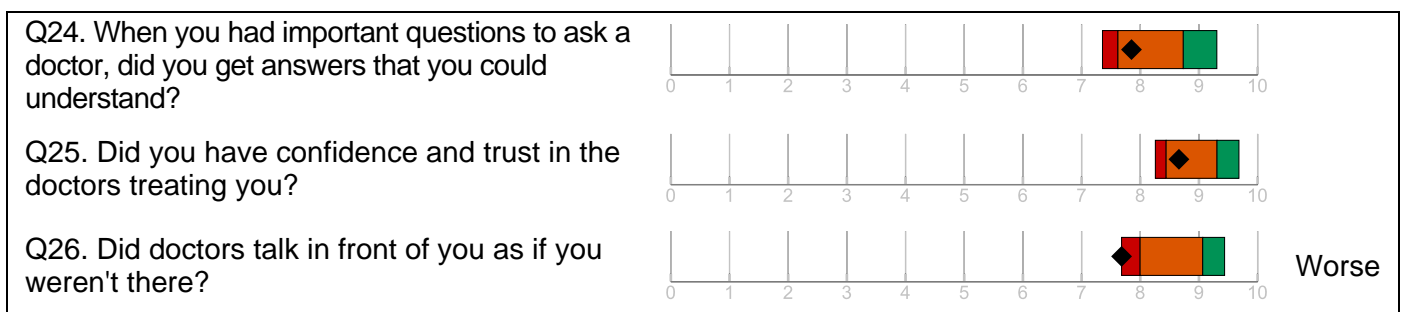 Q24. When you had important questions to ask a
doctor, did you get answers that you could
understand?
0 1 2 3 4 5 6 7 8 9 10
Q25. Did you have confidence and trust in the
doctors treating you?
0 1 2 3 4 5 6 7 8 9 10
Q26. Did doctors talk in front of you as if you
weren't there?
0 1 2 3 4 5 6 7 8 9 10
Worse